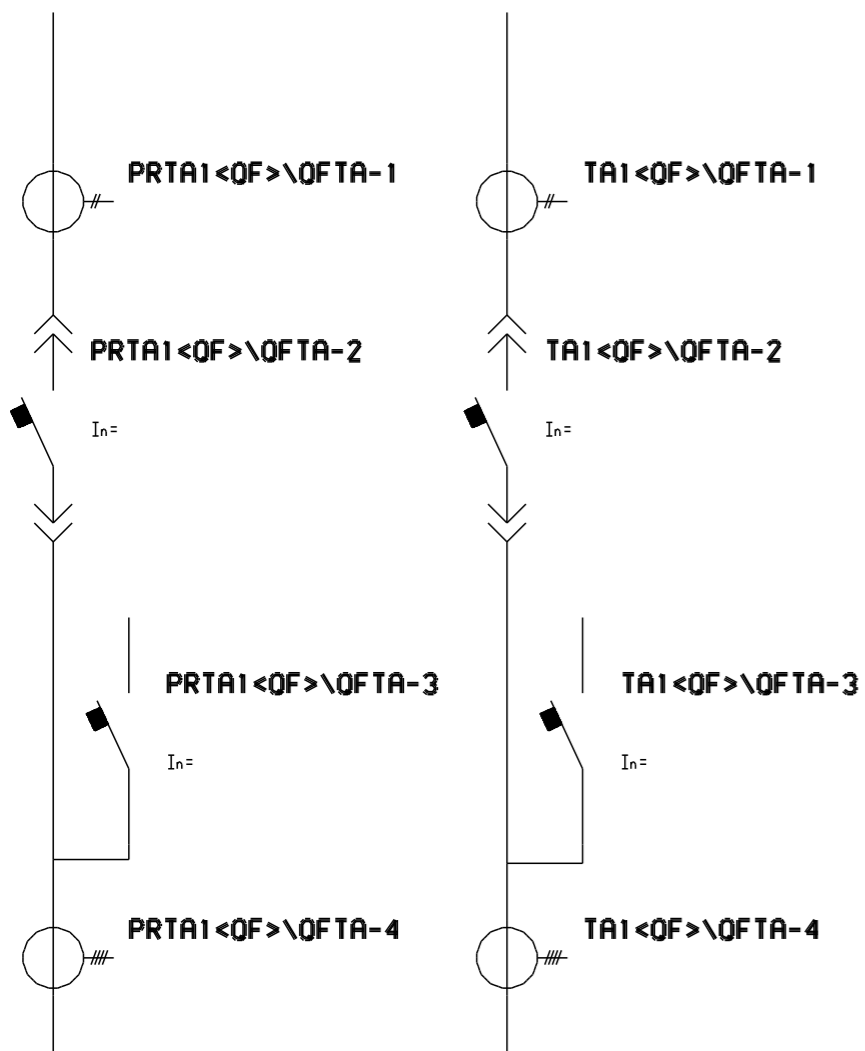 PRTA1<QF>\QFTA-1
TA1<QF>\QFTA-1
PRTA1<QF>\QFTA-2
TA1<QF>\QFTA-2
In=
In=
PRTA1<QF>\QFTA-3
TA1<QF>\QFTA-3
In=
In=
PRTA1<QF>\QFTA-4
TA1<QF>\QFTA-4